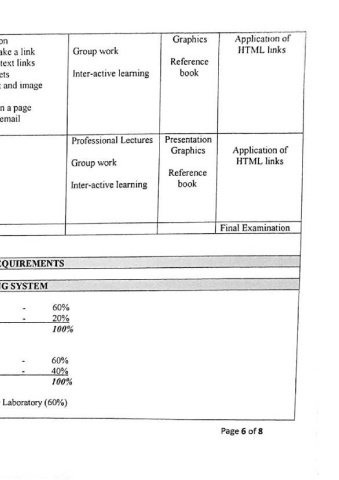 on
ake a link
text links
ets
t and image
n a page
email
Group work
Inter-active learning
Graphics
Reference
book
Application of
HTML links
Professional Lectures
Group work
Inter-active learning
Presentation
Graphics
Reference
book
Application of
HTML links
Final Examination
EQUIREMENTS
G SYSTEM
- 60%
- 20%
100%
- 60%
- 40%
100%
Laboratory (60%)
Page 6 of 8